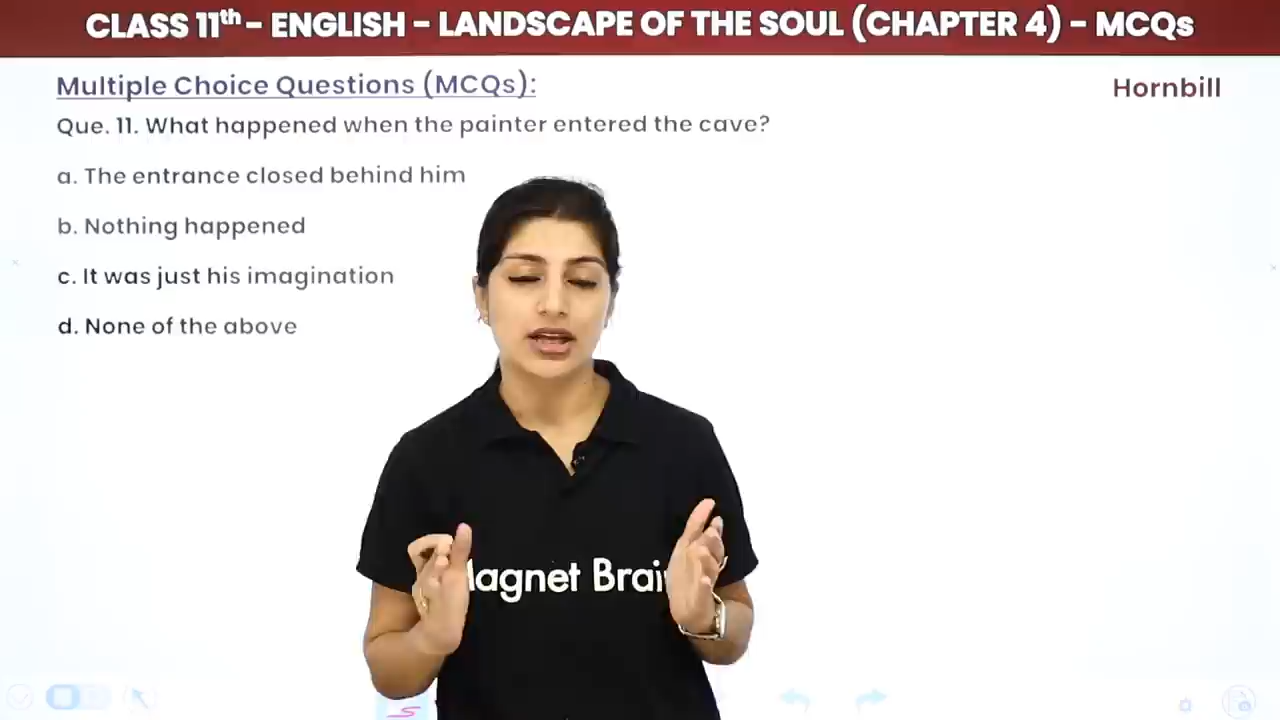 CLASS 11th - ENGLISH - LANDSCAPE OF THE SOUL (CHAPTER 4) - MCQs
Multiple Choice Questions (MCQs):
Hornbill
Que. 11. What happened when the painter entered the cave?
a. The entrance closed behind him
b. Nothing happened
c. It was just his imagination
d. None of the above
Magnet Brai